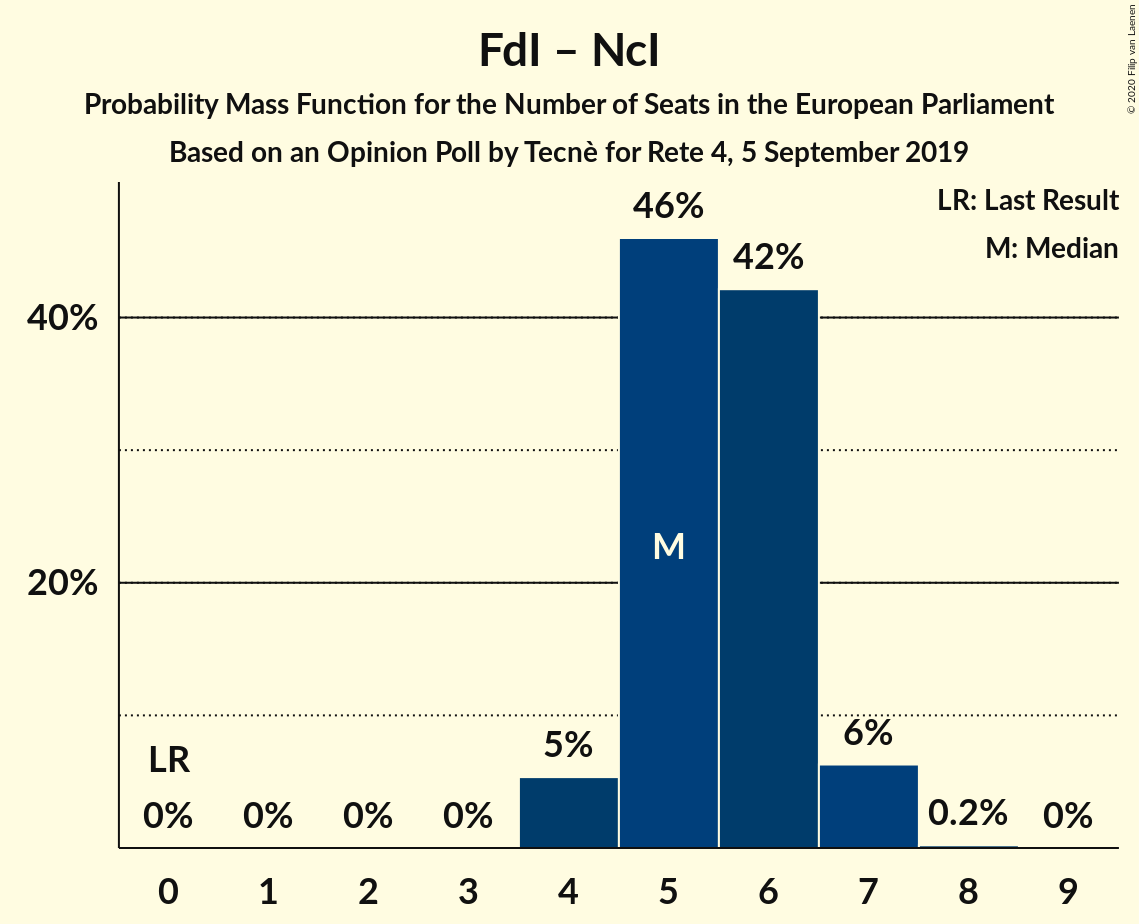 FdI – NcI
Probability Mass Function for the Number of Seats in the European Parliament
Based on an Opinion Poll by Tecnè for Rete 4, 5 September 2019
© 2020 Filip van Laenen
LR: Last Result
M: Median
46%
42%
40%
20%
M
LR
0%
0%
0%
0%
5%
6%
0.2%
0%
0
1
2
3
4
5
6
7
8
9